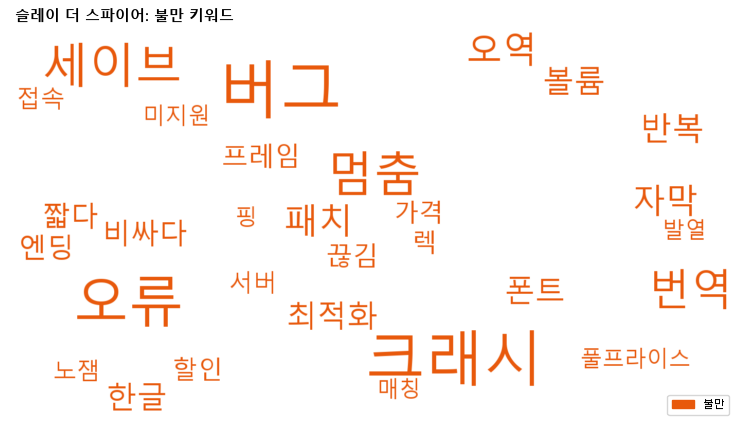 슬레이 더 스파이어: 불만 키워드
세이브
버그
오역
볼륨
접속
미지원
반복
프레임
멈춤
자막
짧다
비싸다
핑
패치
가격
발열
엔딩
끊김
렉
오류
서버
최적화
폰트
번역
크래시
풀프라이스
노잼
할인
매칭
한글
불만